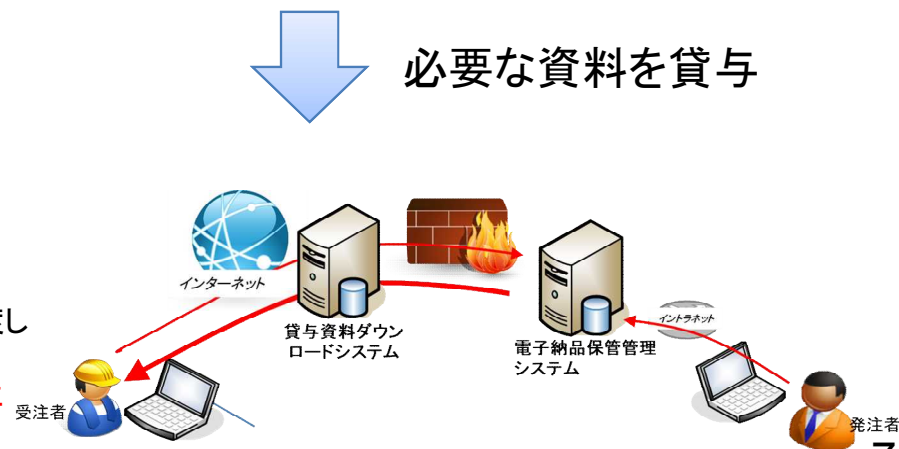 必要な資料を貸与
インターネット
貸与資料ダウン
ロードシステム
イントラネット
電子納品保管管理
システム
し
受注者
発注者